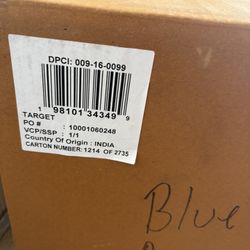 DPCI: 009-16-0099
1 98101 34349 9
TARGET
PO # : 10001060248
VCP/SSP : 1/1
Country Of Origin : INDIA
CARTON NUMBER: 1214 OF 2735
Blue